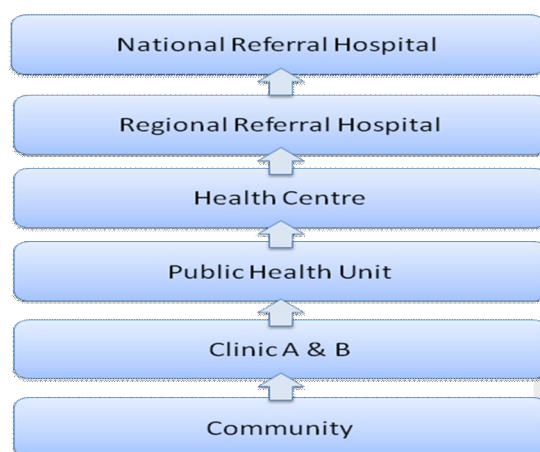 National Referral Hospital
Regional Referral Hospital
Health Centre
Public Health Unit
Clinic A & B
Community